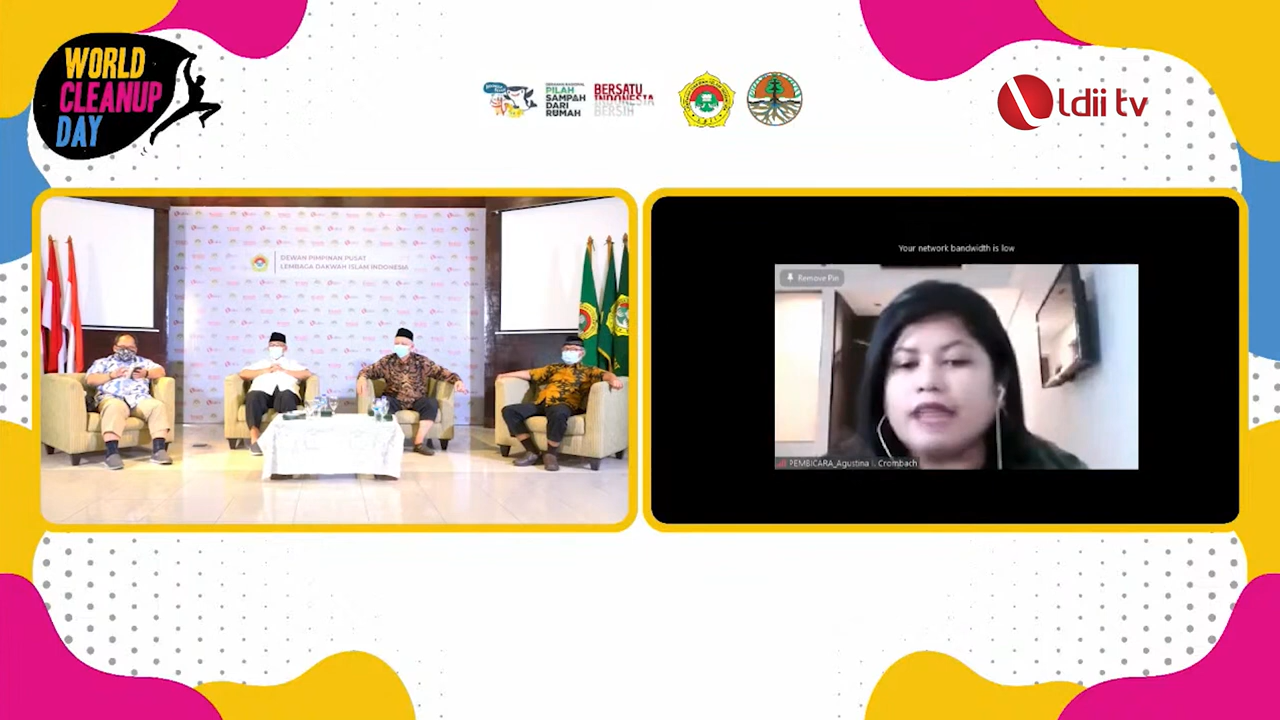 WORLD
CLEANUP
DAY
PILAH
SAMPAH
DARI
RUMAH
BERSATU
INDONESIA
BERSIH
ldii tv
DEWAN PIMPINAN PUSAT
LEMBAGA DAKWAH ISLAM INDONESIA
Your network bandwidth is low
Remove Pin
PEMBICARA_Agustina I. Crombach